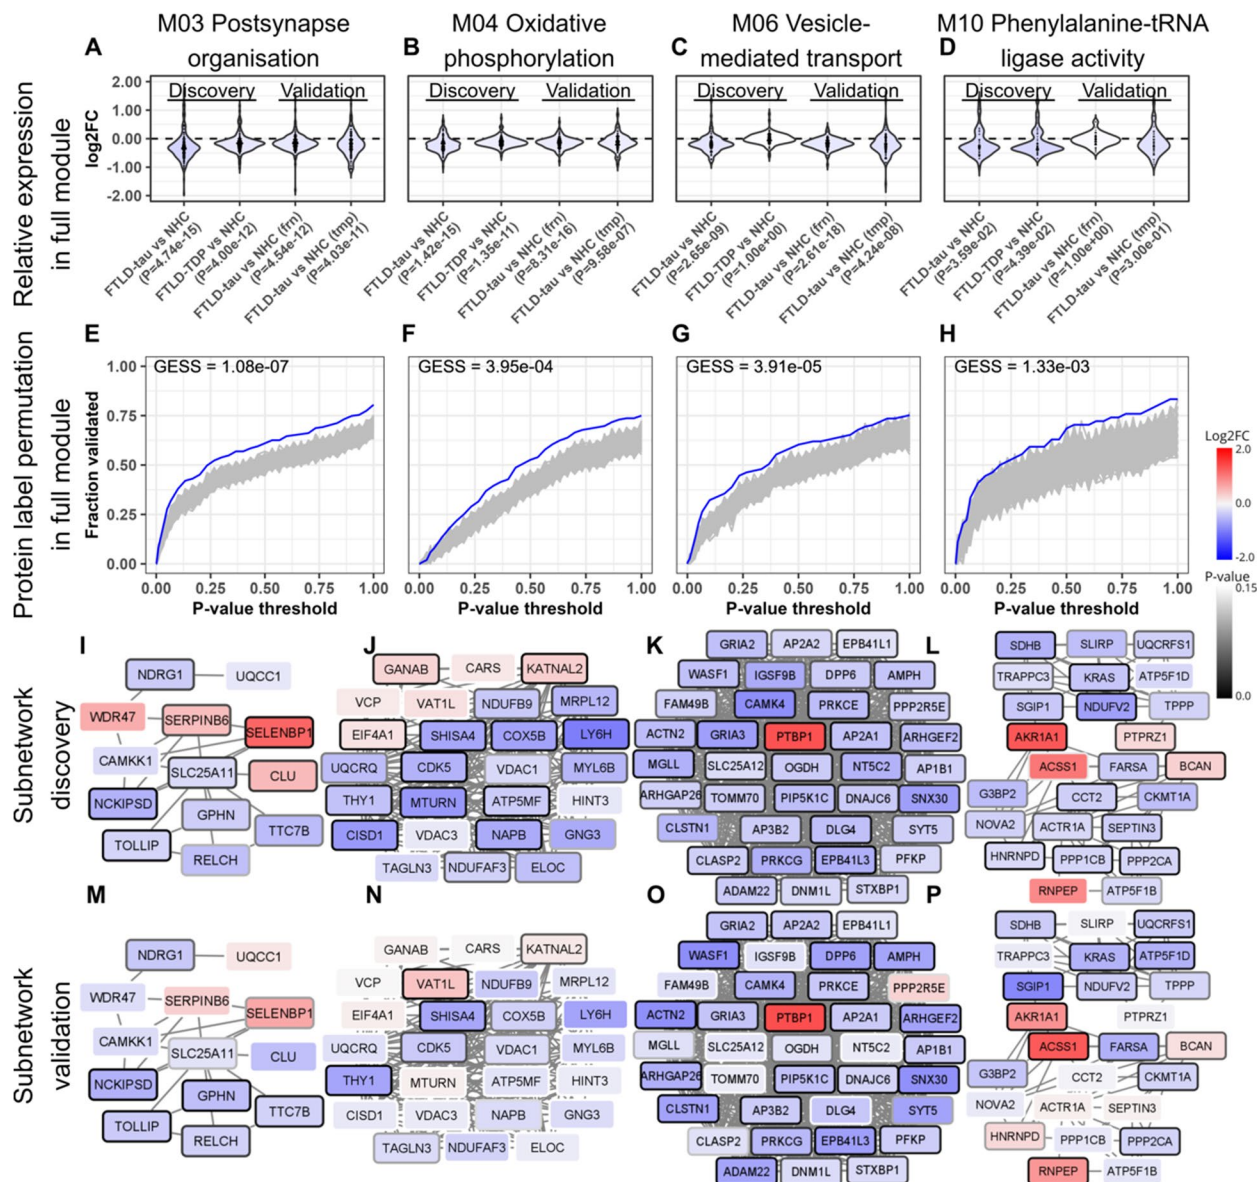 M03 Postsynapse organisation
M04 Oxidative phosphorylation
M06 Vesicle-mediated transport
M10 Phenylalanine-tRNA ligase activity
Relative expression in full module
A
B
C
D
Discovery Validation
Discovery Validation
Discovery Validation
Discovery Validation
log2FC
2.00
1.00
0.00
-1.00
-2.00
FTLD-tau vs NHC (P=4.74e-15)
FTLD-TDP vs NHC (P=4.00e-12)
FTLD-tau vs NHC (frn) (P=4.54e-12)
FTLD-tau vs NHC (tmp) (P=4.03e-11)
FTLD-tau vs NHC (P=1.42e-15)
FTLD-TDP vs NHC (P=1.35e-11)
FTLD-tau vs NHC (frn) (P=8.31e-16)
FTLD-tau vs NHC (tmp) (P=9.58e-07)
FTLD-tau vs NHC (P=2.65e-09)
FTLD-TDP vs NHC (P=1.00e+00)
FTLD-tau vs NHC (frn) (P=2.61e-18)
FTLD-tau vs NHC (tmp) (P=4.24e-08)
FTLD-tau vs NHC (P=3.59e-02)
FTLD-TDP vs NHC (P=4.39e-02)
FTLD-tau vs NHC (frn) (P=1.00e+00)
FTLD-tau vs NHC (tmp) (P=3.00e-01)
Protein label permutation in full module
E
F
G
H
GESS = 1.08e-07
GESS = 3.95e-04
GESS = 3.91e-05
GESS = 1.33e-03
Fraction validated
1.00
0.75
0.50
0.25
0.00
0.00 0.25 0.50 0.75 1.00
0.00 0.25 0.50 0.75 1.00
0.00 0.25 0.50 0.75 1.00
0.00 0.25 0.50 0.75 1.00
P-value threshold
P-value threshold
P-value threshold
P-value threshold
Log2FC
2.0
0.0
-2.0
P-value
0.15
0.0
Subnetwork discovery
I
NDRG1 UQCC1
WDR47 SERPINB6
SELENBP1
CAMKK1
SLC25A11 CLU
NCKIPSD
GPHN
TTC7B
TOLLIP
RELCH
J
GANAB CARS KATNAL2
VCP VAT1L NDUFB9 MRPL12
EIF4A1 SHISA4 COX5B LY6H
UQCRQ CDK5 VDAC1 MYL6B
THY1 MTURN ATP5MF HINT3
CISD1 VDAC3 NAPB GNG3
TAGLN3 NDUFAF3 ELOC
K
GRIA2 AP2A2 EPB41L1
WASF1 IGSF9B DPP6 AMPH
FAM49B CAMK4 PRKCE PPP2R5E
ACTN2 GRIA3 PTBP1 AP2A1 ARHGEF2
MGLL SLC25A12 OGDH NT5C2 AP1B1
ARHGAP26 TOMM70 PIP5K1C DNAJC6 SNX30
CLSTN1 AP3B2 DLG4 SYT5
CLASP2 PRKCG EPB41L3 PFKP
ADAM22 DNM1L STXBP1
L
SDHB SLIRP UQCRFS1
TRAPPC3 KRAS ATP5F1D
SGIP1 NDUFV2 TPPP
AKR1A1 PTPRZ1
ACSS1 FARSA BCAN
G3BP2 CCT2 CKMT1A
NOVA2 ACTR1A SEPTIN3
HNRNPD PPP1CB PPP2CA
RNPEP ATP5F1B
Subnetwork validation
M
NDRG1 UQCC1
WDR47 SERPINB6
SELENBP1
CAMKK1
SLC25A11 CLU
NCKIPSD
GPHN
TTC7B
TOLLIP
RELCH
N
GANAB CARS KATNAL2
VCP VAT1L NDUFB9 MRPL12
EIF4A1 SHISA4 COX5B LY6H
UQCRQ CDK5 VDAC1 MYL6B
THY1 MTURN ATP5MF HINT3
CISD1 VDAC3 NAPB GNG3
TAGLN3 NDUFAF3 ELOC
O
GRIA2 AP2A2 EPB41L1
WASF1 IGSF9B DPP6 AMPH
FAM49B CAMK4 PRKCE PPP2R5E
ACTN2 GRIA3 PTBP1 AP2A1 ARHGEF2
MGLL SLC25A12 OGDH NT5C2 AP1B1
ARHGAP26 TOMM70 PIP5K1C DNAJC6 SNX30
CLSTN1 AP3B2 DLG4 SYT5
CLASP2 PRKCG EPB41L3 PFKP
ADAM22 DNM1L STXBP1
P
SDHB SLIRP UQCRFS1
TRAPPC3 KRAS ATP5F1D
SGIP1 NDUFV2 TPPP
AKR1A1 PTPRZ1
ACSS1 FARSA BCAN
G3BP2 CCT2 CKMT1A
NOVA2 ACTR1A SEPTIN3
HNRNPD PPP1CB PPP2CA
RNPEP ATP5F1B